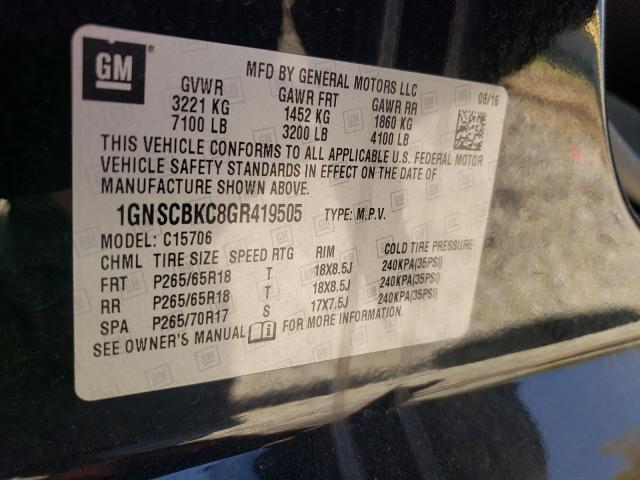 GM
MFD BY GENERAL MOTORS LLC
GVWR GAWR FRT GAWR RR 06/16
3221 KG 1452 KG 1860 KG
7100 LB 3200 LB 4100 LB
THIS VEHICLE CONFORMS TO ALL APPLICABLE U.S. FEDERAL MOTOR
VEHICLE SAFETY STANDARDS IN EFFECT ON THE DATE OF
MANUFACTURE SHOWN ABOVE.
1GNSCBKC8GR419505 TYPE: M.P.V.
MODEL: C15706
CHML TIRE SIZE SPEED RTG RIM COLD TIRE PRESSURE
FRT P265/65R18 T 18X8.5J 240KPA(35PSI)
RR P265/65R18 T 18X8.5J 240KPA(35PSI)
SPA P265/70R17 S 17X7.5J 240KPA(35PSI)
SEE OWNER'S MANUAL FOR MORE INFORMATION.